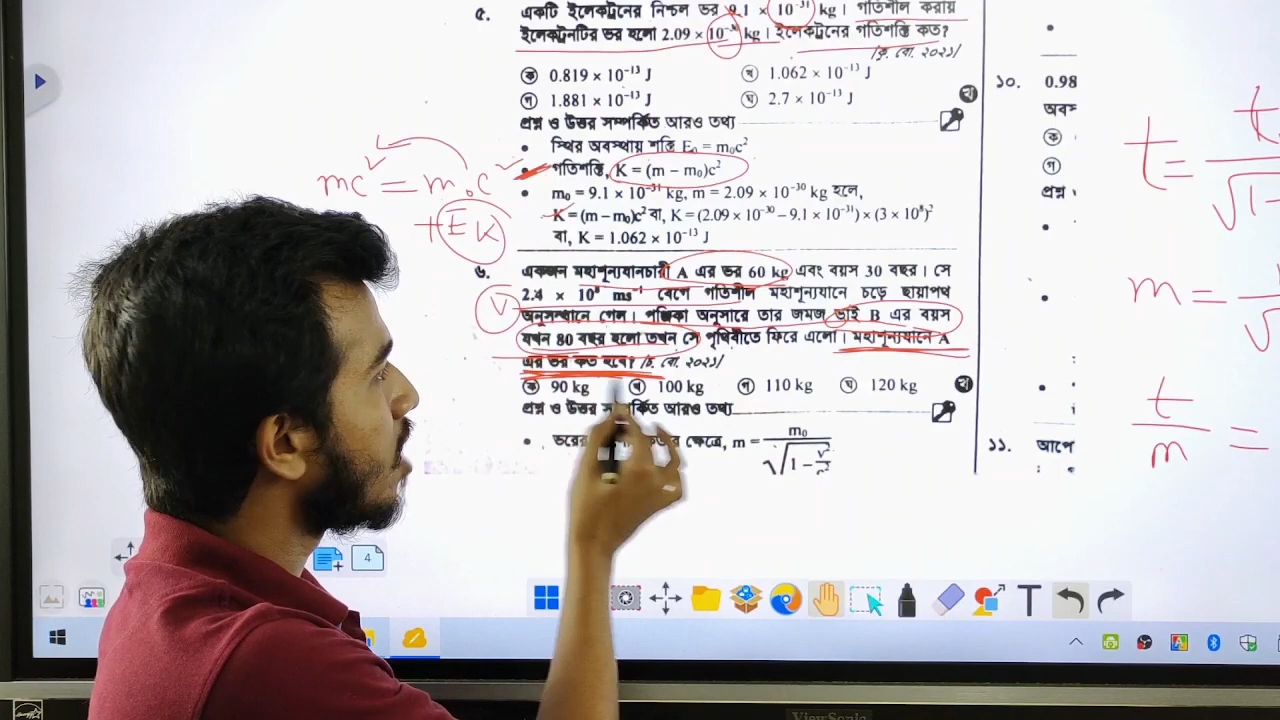 ৫. একটি ইলেকট্রনের নিশ্চল ভর 9.1 × 10⁻³¹ kg। গতিশীল করায়
ইলেকট্রনটির ভর হলো 2.09 × 10⁻³⁰ kg। ইলেকট্রনের গতিশক্তি কত?
/কু. বো. ২০২১/
ক 0.819 × 10⁻¹³ J
খ 1.062 × 10⁻¹³ J
গ 1.881 × 10⁻¹³ J
ঘ 2.7 × 10⁻¹³ J
খ
প্রশ্ন ও উত্তর সম্পর্কিত আরও তথ্য
• স্থির অবস্থায় শক্তি E₀ = m₀c²
• গতিশক্তি, K = (m − m₀)c²
• m₀ = 9.1 × 10⁻³¹ kg, m = 2.09 × 10⁻³⁰ kg হলে,
K = (m − m₀)c² বা, K = (2.09 × 10⁻³⁰ − 9.1 × 10⁻³¹) × (3 × 10⁸)²
বা, K = 1.062 × 10⁻¹³ J
mc² = m₀c²
+ EK
৬. একজন মহাশূন্যযানচারী A এর ভর 60 kg এবং বয়স 30 বছর। সে
2.4 × 10⁸ ms⁻¹ বেগে গতিশীল মহাশূন্যযানে চড়ে ছায়াপথ
অনুসন্ধানে গেল। পঞ্জিকা অনুসারে তার জমজ ভাই B এর বয়স
যখন 80 বছর হলো তখন সে পৃথিবীতে ফিরে এলো। মহাশূন্যযানে A
এর ভর কত হবে?
V
ক 90 kg
খ 100 kg
গ 110 kg
ঘ 120 kg
খ
প্রশ্ন ও উত্তর সম্পর্কিত আরও তথ্য
• ক্ষেত্রে, m = m₀
√1 − v²
c²
১০. 0.98
ক
গ
১১. আপে
t = t
√1-
m =
√
t
m =
4
T
ViewSonic